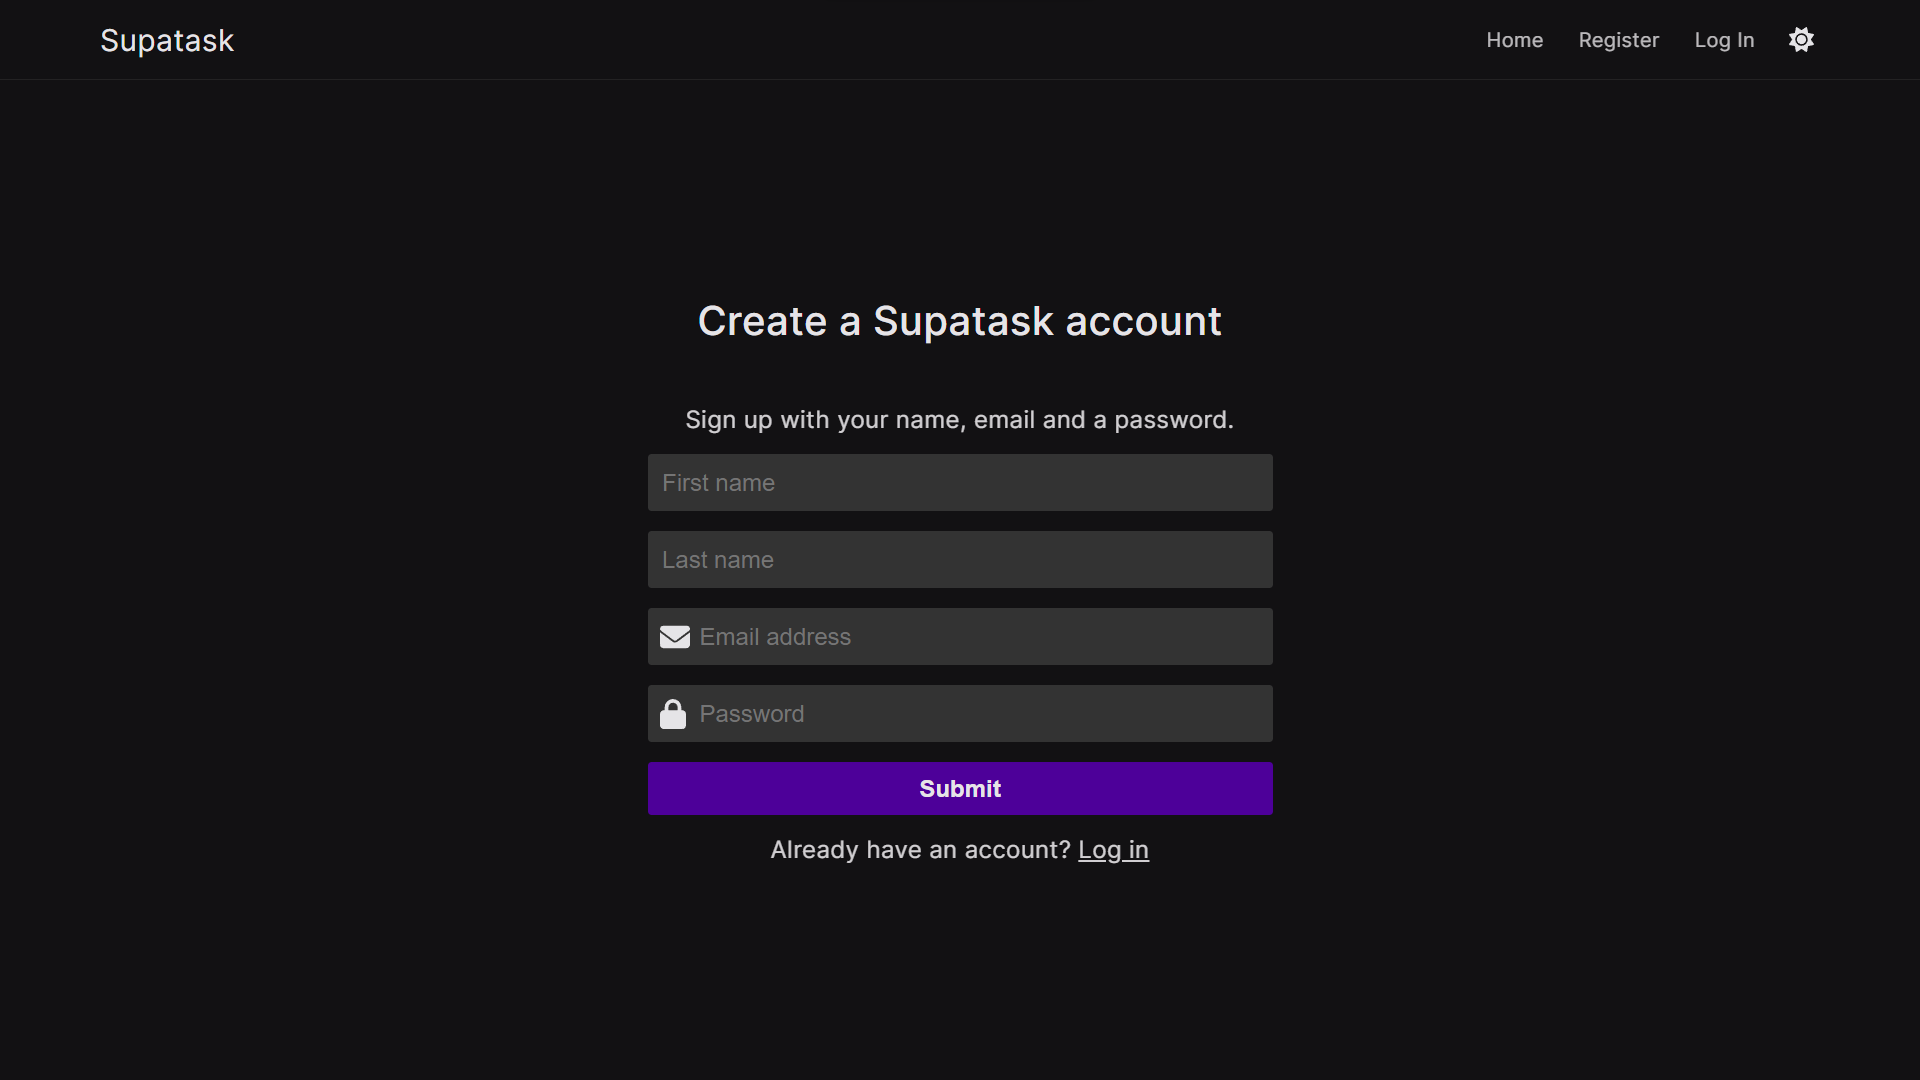 Supatask
Home
Register
Log In
Create a Supatask account
Sign up with your name, email and a password.
First name
Last name
Email address
Password
Submit
Already have an account? Log in